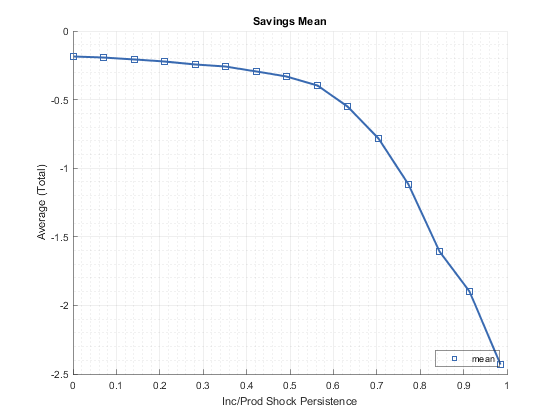 Savings Mean
Average (Total)
0
-0.5
-1
-1.5
-2
-2.5
0 0.1 0.2 0.3 0.4 0.5 0.6 0.7 0.8 0.9 1
Inc/Prod Shock Persistence
mean